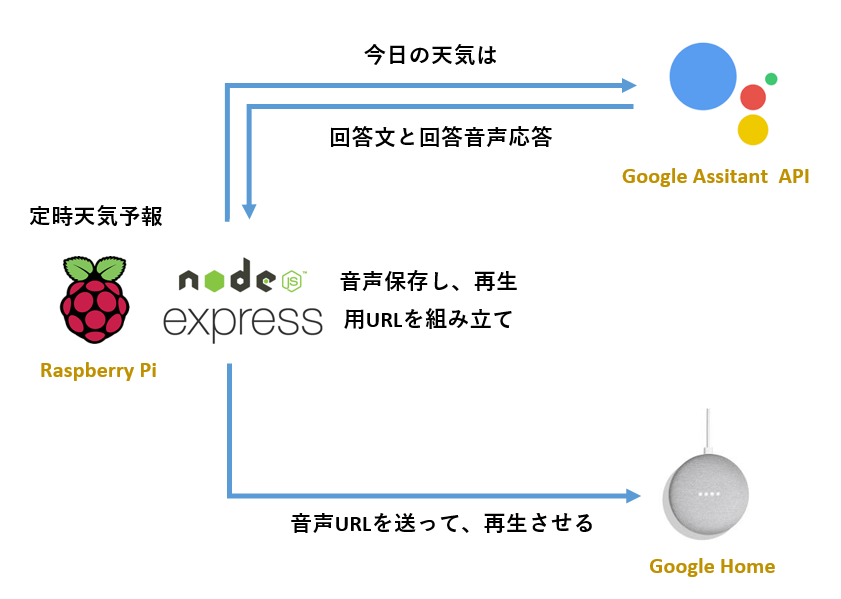 今日の天気は
回答文と回答音声応答
Google Assitant API
定時天気予報
node
JS™
express
音声保存し、再生
用URLを組み立て
Raspberry Pi
音声URLを送って、再生させる
Google Home